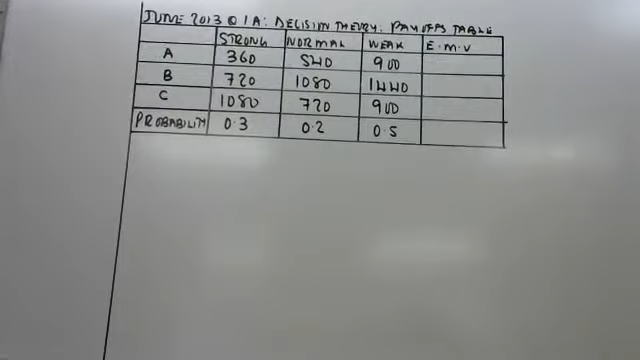 JUNE 2013 Q 1A: DECISION THEORY: PAYOFFS TABLE
STRONG NORMAL WEAK E.M.V
A 360 540 900
B 720 1080 1440
C 1080 720 900
PROBABILITY 0.3 0.2 0.5